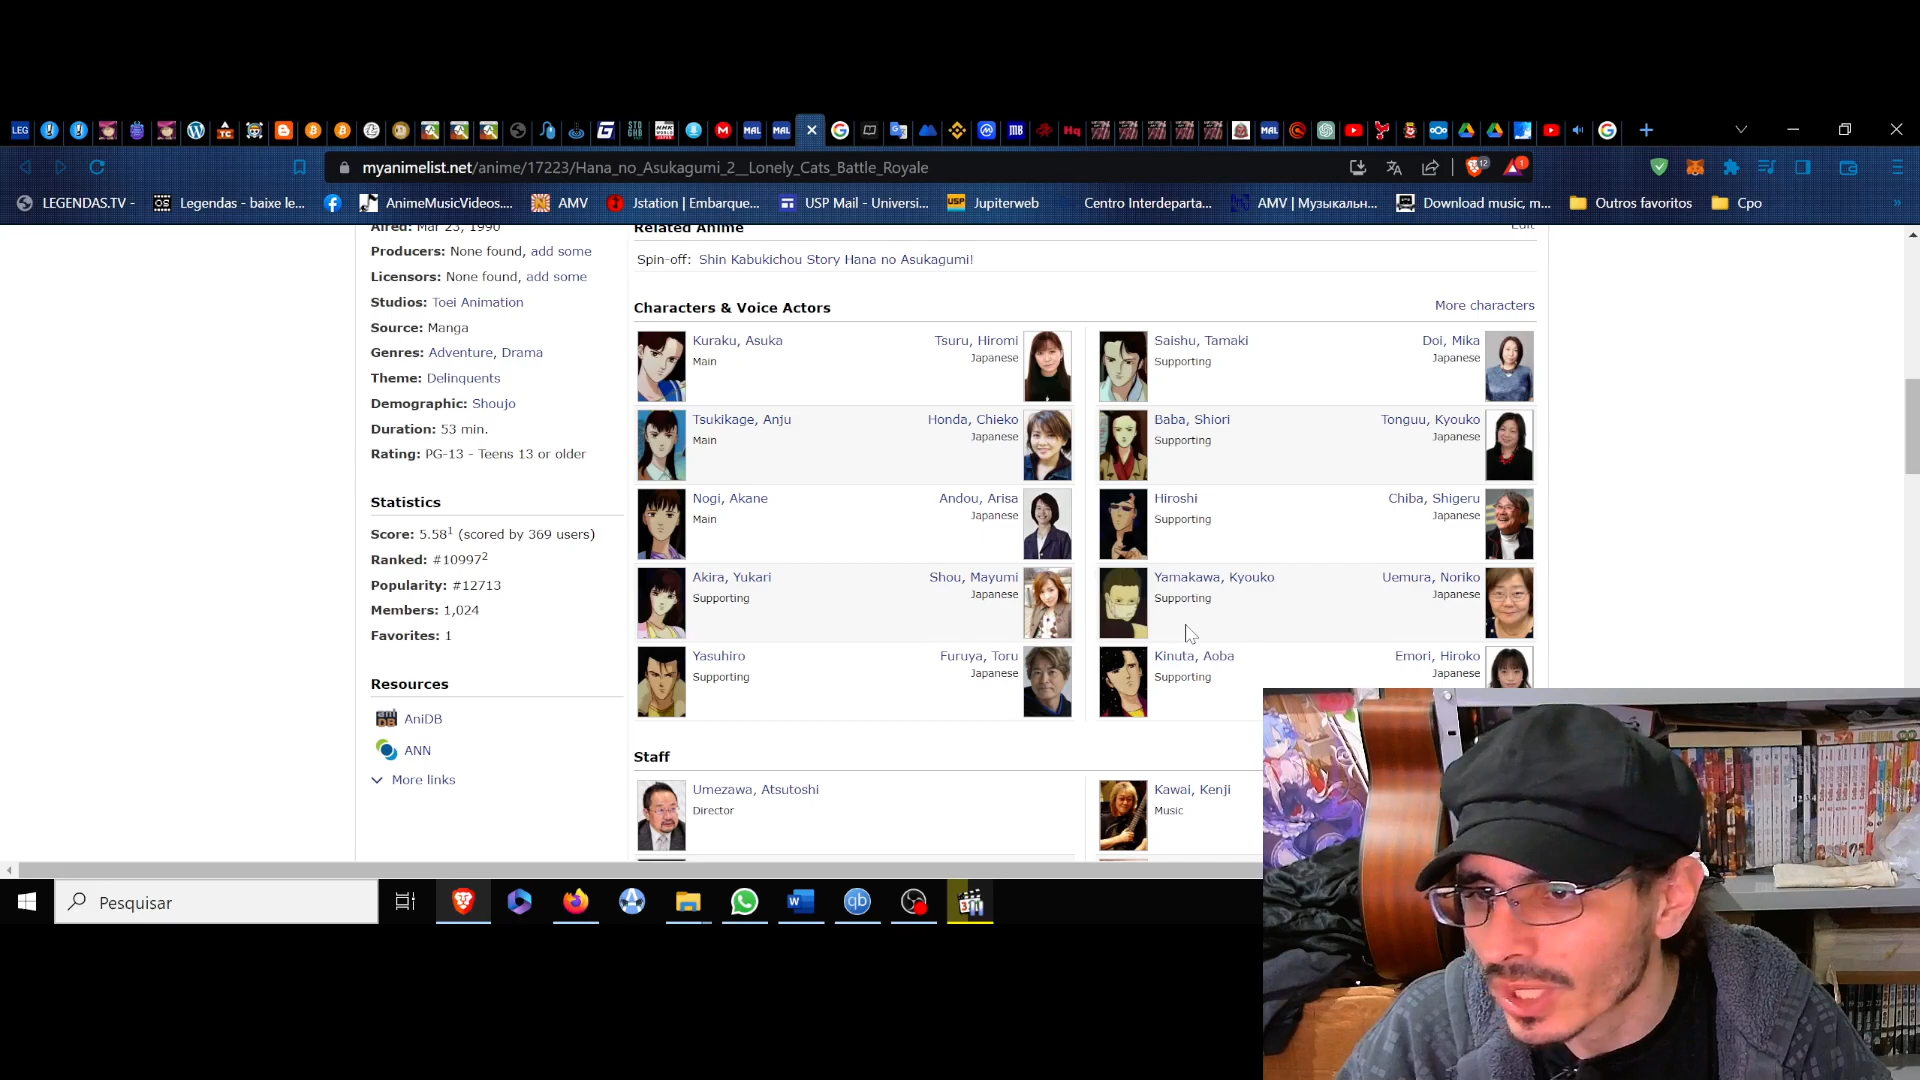 myanimelist.net/anime/17223/Hana_no_Asukagumi_2__Lonely_Cats_Battle_Royale
LEGENDAS.TV - Legendas - baixe le... AnimeMusicVideos.... AMV Jstation | Embarque... USP Mail - Universi... Jupiterweb Centro Interdeparta... AMV | Музыкальн... Download music, m... Outros favoritos Cpo
Aired: Mar 23, 1990
Producers: None found, add some
Licensors: None found, add some
Studios: Toei Animation
Source: Manga
Genres: Adventure, Drama
Theme: Delinquents
Demographic: Shoujo
Duration: 53 min.
Rating: PG-13 - Teens 13 or older
Statistics
Score: 5.58¹ (scored by 369 users)
Ranked: #10997²
Popularity: #12713
Members: 1,024
Favorites: 1
Resources
AniDB
ANN
More links
Related Anime Edit
Spin-off: Shin Kabukichou Story Hana no Asukagumi!
Characters & Voice Actors More characters
Kuraku, Asuka Tsuru, Hiromi
Main Japanese
Saishu, Tamaki Doi, Mika
Supporting Japanese
Tsukikage, Anju Honda, Chieko
Main Japanese
Baba, Shiori Tonguu, Kyouko
Supporting Japanese
Nogi, Akane Andou, Arisa
Main Japanese
Hiroshi Chiba, Shigeru
Supporting Japanese
Akira, Yukari Shou, Mayumi
Supporting Japanese
Yamakawa, Kyouko Uemura, Noriko
Supporting Japanese
Yasuhiro Furuya, Toru
Supporting Japanese
Kinuta, Aoba Emori, Hiroko
Supporting Japanese
Staff
Umezawa, Atsutoshi
Director
Kawai, Kenji
Music
Pesquisar